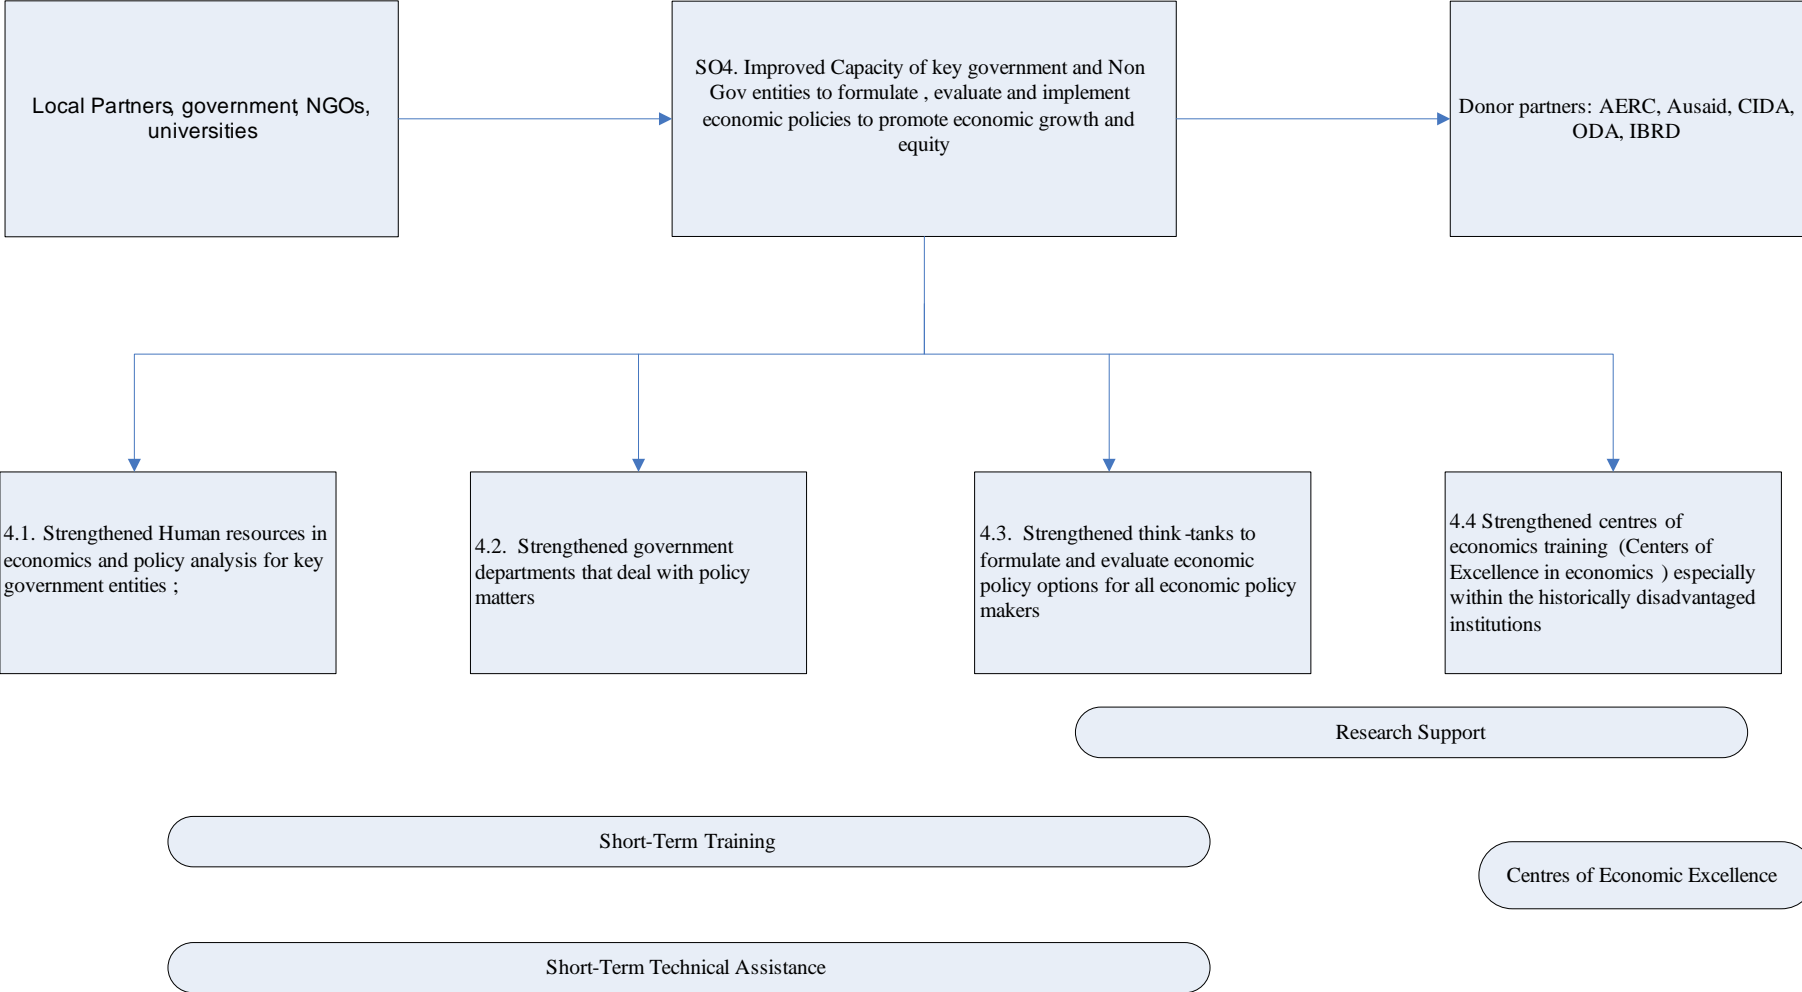 Local Partners, government, NGOs,
universities
SO4. Improved Capacity of key government and Non
Gov entities to formulate , evaluate and implement
economic policies to promote economic growth and
equity
Donor partners: AERC, Ausaid, CIDA,
ODA, IBRD
4.1. Strengthened Human resources in
economics and policy analysis for key
government entities ;
4.2. Strengthened government
departments that deal with policy
matters
4.3. Strengthened think -tanks to
formulate and evaluate economic
policy options for all economic policy
makers
4.4 Strengthened centres of
economics training (Centers of
Excellence in economics ) especially
within the historically disadvantaged
institutions
Research Support
Short-Term Training
Centres of Economic Excellence
Short-Term Technical Assistance